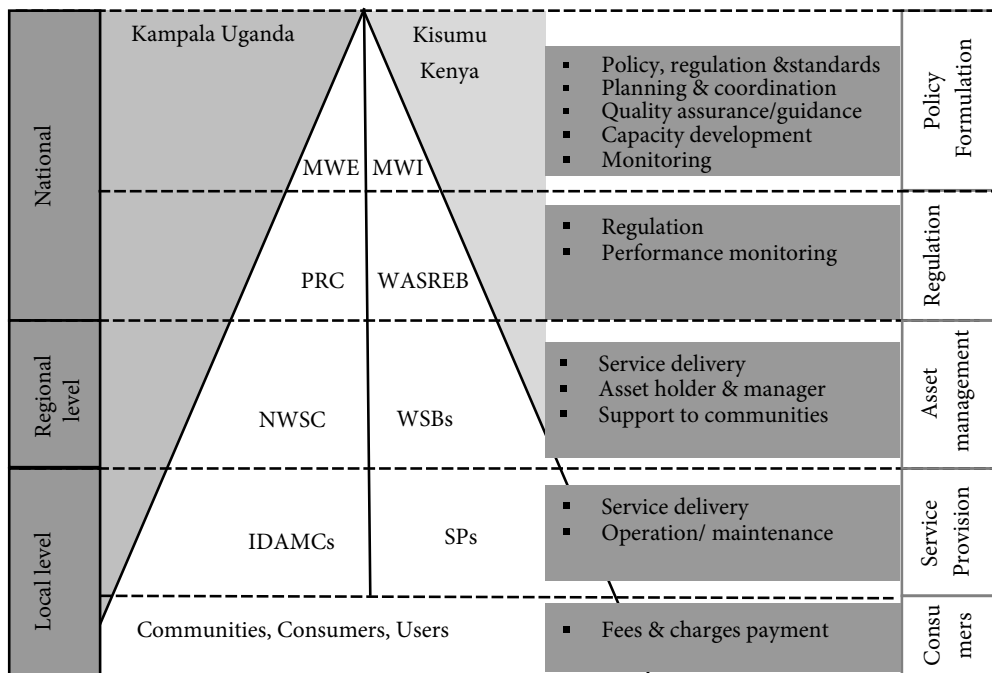 Kampala Uganda
Kisumu
Kenya
National
MWE
MWI
▪ Policy, regulation &standards
▪ Planning & coordination
▪ Quality assurance/guidance
▪ Capacity development
▪ Monitoring
Policy
Formulation
PRC
WASREB
▪ Regulation
▪ Performance monitoring
Regulation
Regional
level
NWSC
WSBs
▪ Service delivery
▪ Asset holder & manager
▪ Support to communities
Asset
management
Local level
IDAMCs
SPs
▪ Service delivery
▪ Operation/ maintenance
Service
Provision
Communities, Consumers, Users
▪ Fees & charges payment
Consu
mers